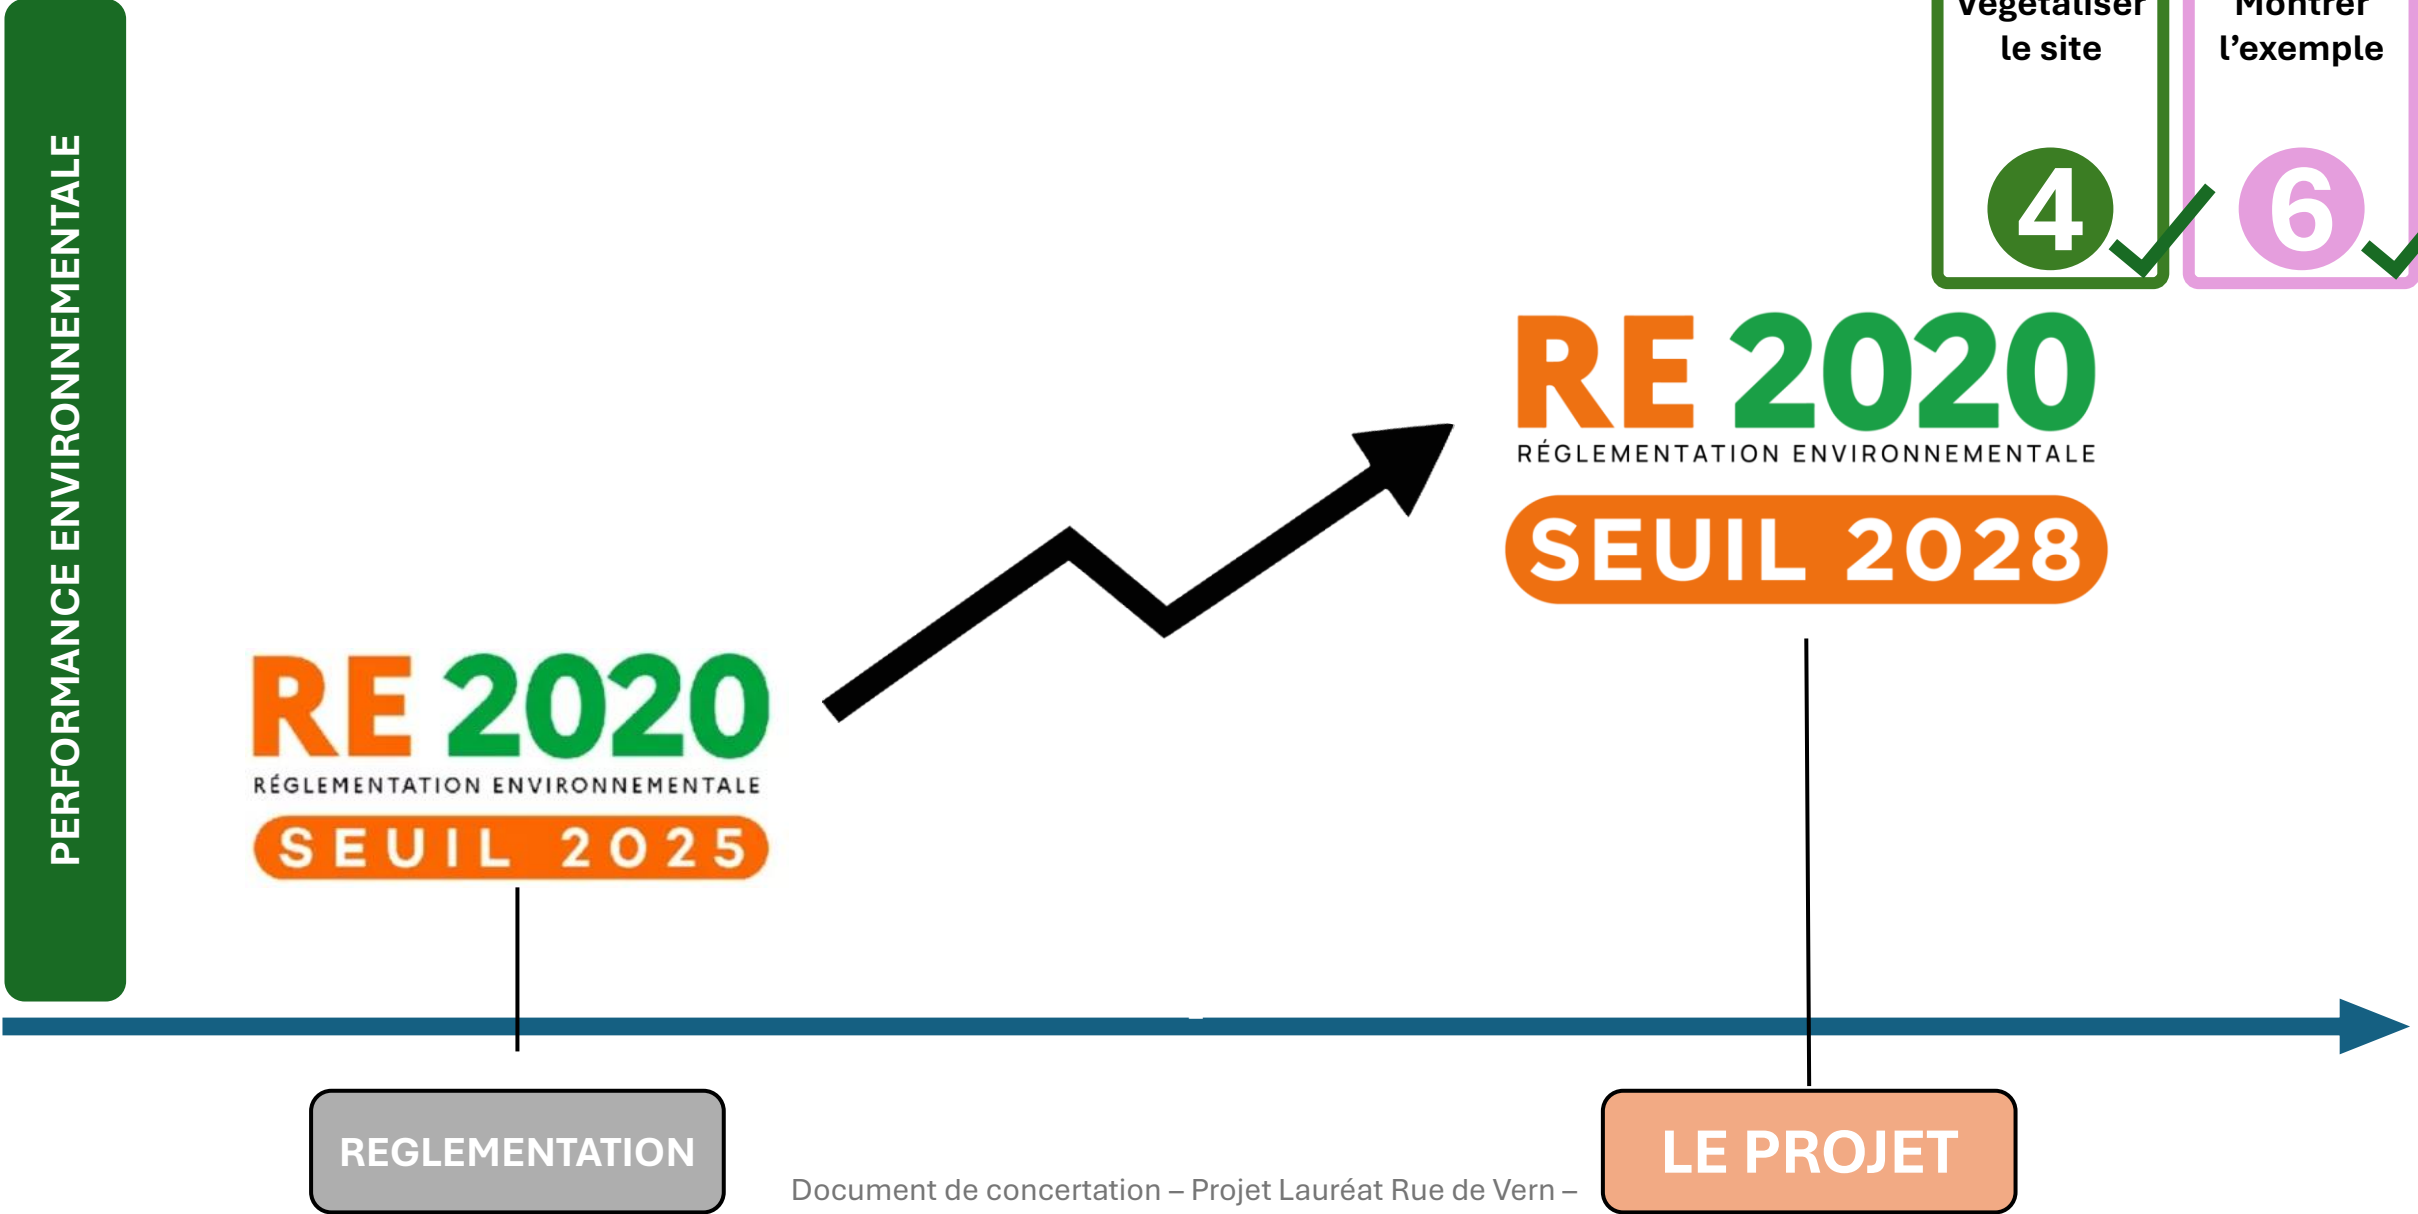 PERFORMANCE ENVIRONNEMENTALE
Végétaliser
le site
4
Montrer
l’exemple
6
RE 2020
RÉGLEMENTATION ENVIRONNEMENTALE
SEUIL 2028
RE 2020
RÉGLEMENTATION ENVIRONNEMENTALE
SEUIL 2025
REGLEMENTATION
LE PROJET
Document de concertation – Projet Lauréat Rue de Vern –